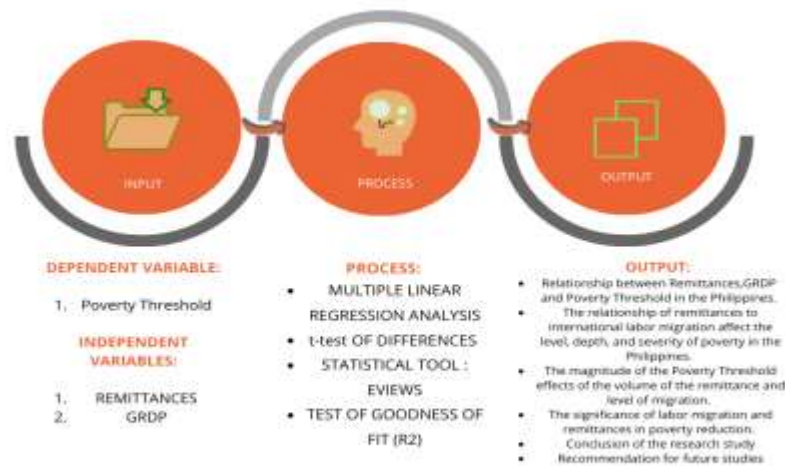 INPUT
PROCESS
OUTPUT
DEPENDENT VARIABLE:
1. Poverty Threshold
INDEPENDENT
VARIABLES:
1. REMITTANCES
2. GRDP
PROCESS:
• MULTIPLE LINEAR
REGRESSION ANALYSIS
• t-test OF DIFFERENCES
• STATISTICAL TOOL :
EVIEWS
• TEST OF GOODNESS OF
FIT (R2)
OUTPUT:
• Relationship between Remittances,GRDP
and Poverty Threshold in the Philippines.
• The relationship of remittances to
international labor migration affect the
level, depth, and severity of poverty in the
Philippines.
• The magnitude of the Poverty Threshold
effects of the volume of the remittance and
level of migration.
• The significance of labor migration and
remittances in poverty reduction.
• Conclusion of the research study
• Recommendation for future studies